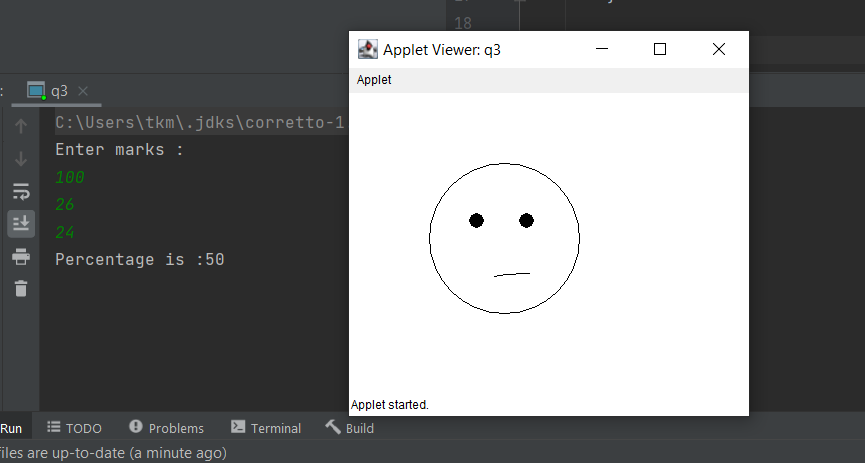 18
Applet Viewer: q3
Applet
q3
C:\Users\tkm\.jdks\corretto-1
Enter marks :
100
26
24
Percentage is :50
Applet started.
Run TODO Problems Terminal Build
files are up-to-date (a minute ago)